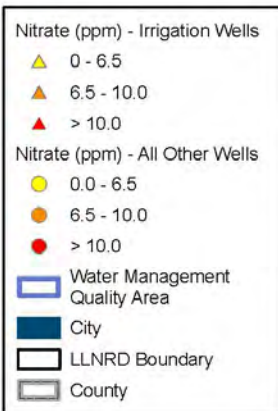 Nitrate (ppm) - Irrigation Wells
0 - 6.5
6.5 - 10.0
> 10.0
Nitrate (ppm) - All Other Wells
0.0 - 6.5
6.5 - 10.0
> 10.0
Water Management
Quality Area
City
LLNRD Boundary
County